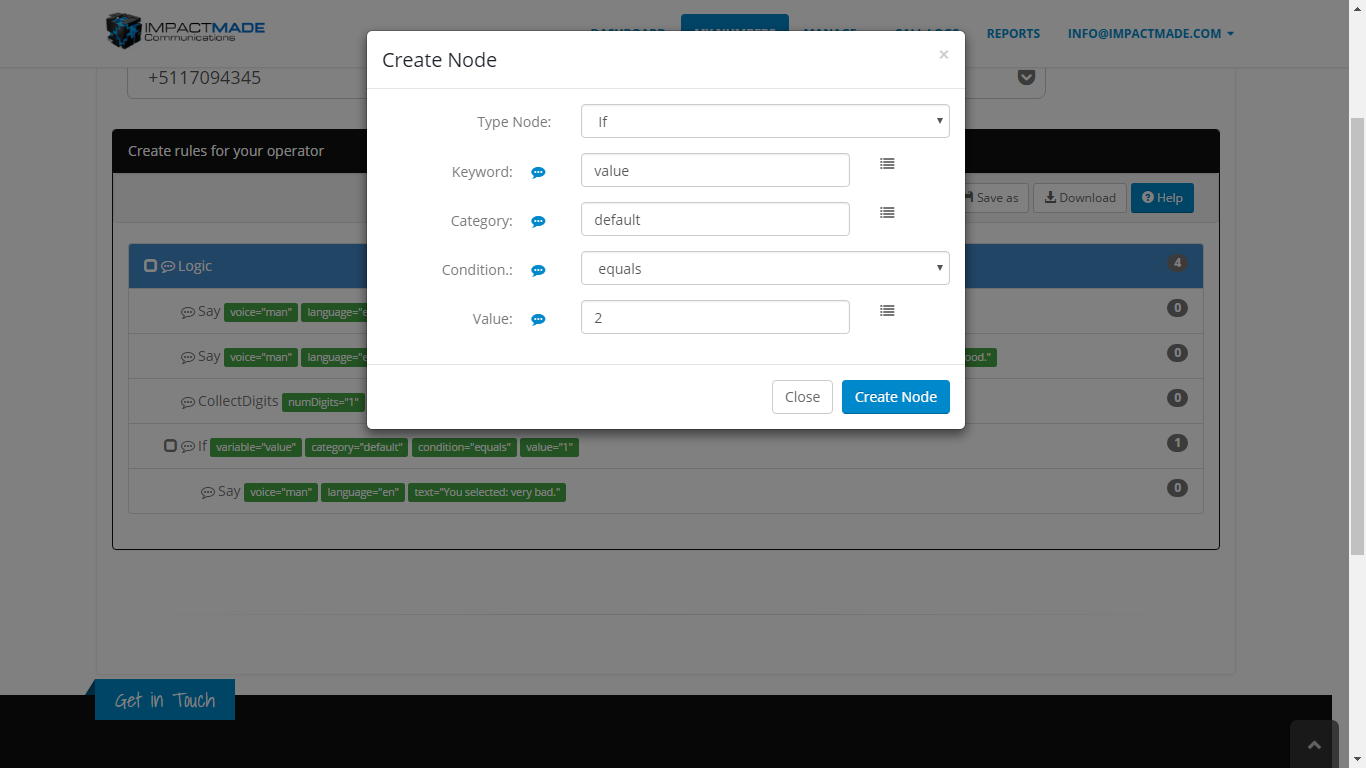 IMPACTMADE
Communications
REPORTS
INFO@IMPACTMADE.COM
Create Node
×
+5117094345
Type Node:
If
Create rules for your operator
Keyword:
value
Save as
Download
Help
Category:
default
Logic
4
Condition.:
equals
Say voice="man"
0
Value:
2
Say voice="man"
ood."
0
CollectDigits numDigits="1"
0
Close
Create Node
If variable="value" category="default" condition="equals" value="1"
1
Say voice="man" language="en" text="You selected: very bad."
0
Get in Touch